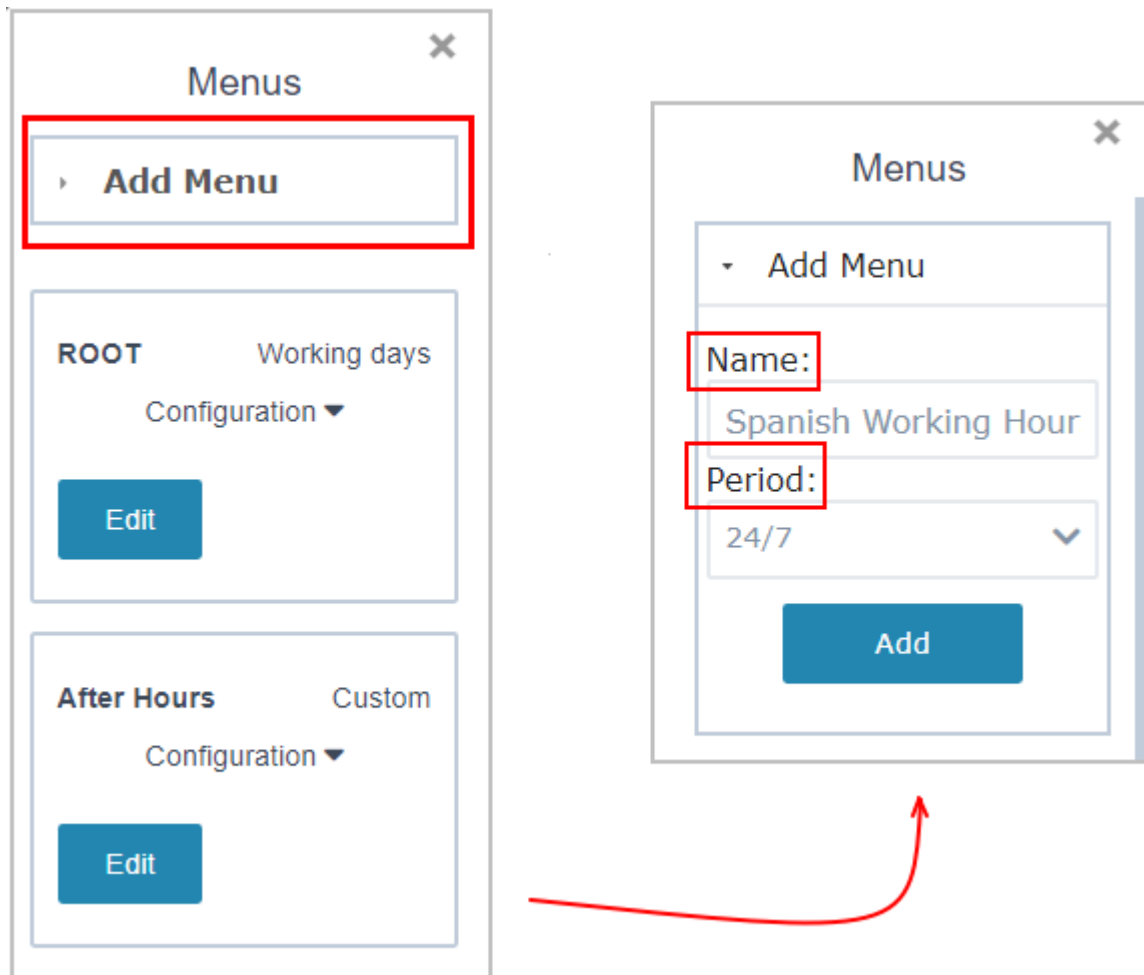 Menus
Add Menu
ROOT Working days
Configuration
Edit
After Hours Custom
Configuration
Edit
Menus
Add Menu
Name:
Spanish Working Hour
Period:
24/7
Add